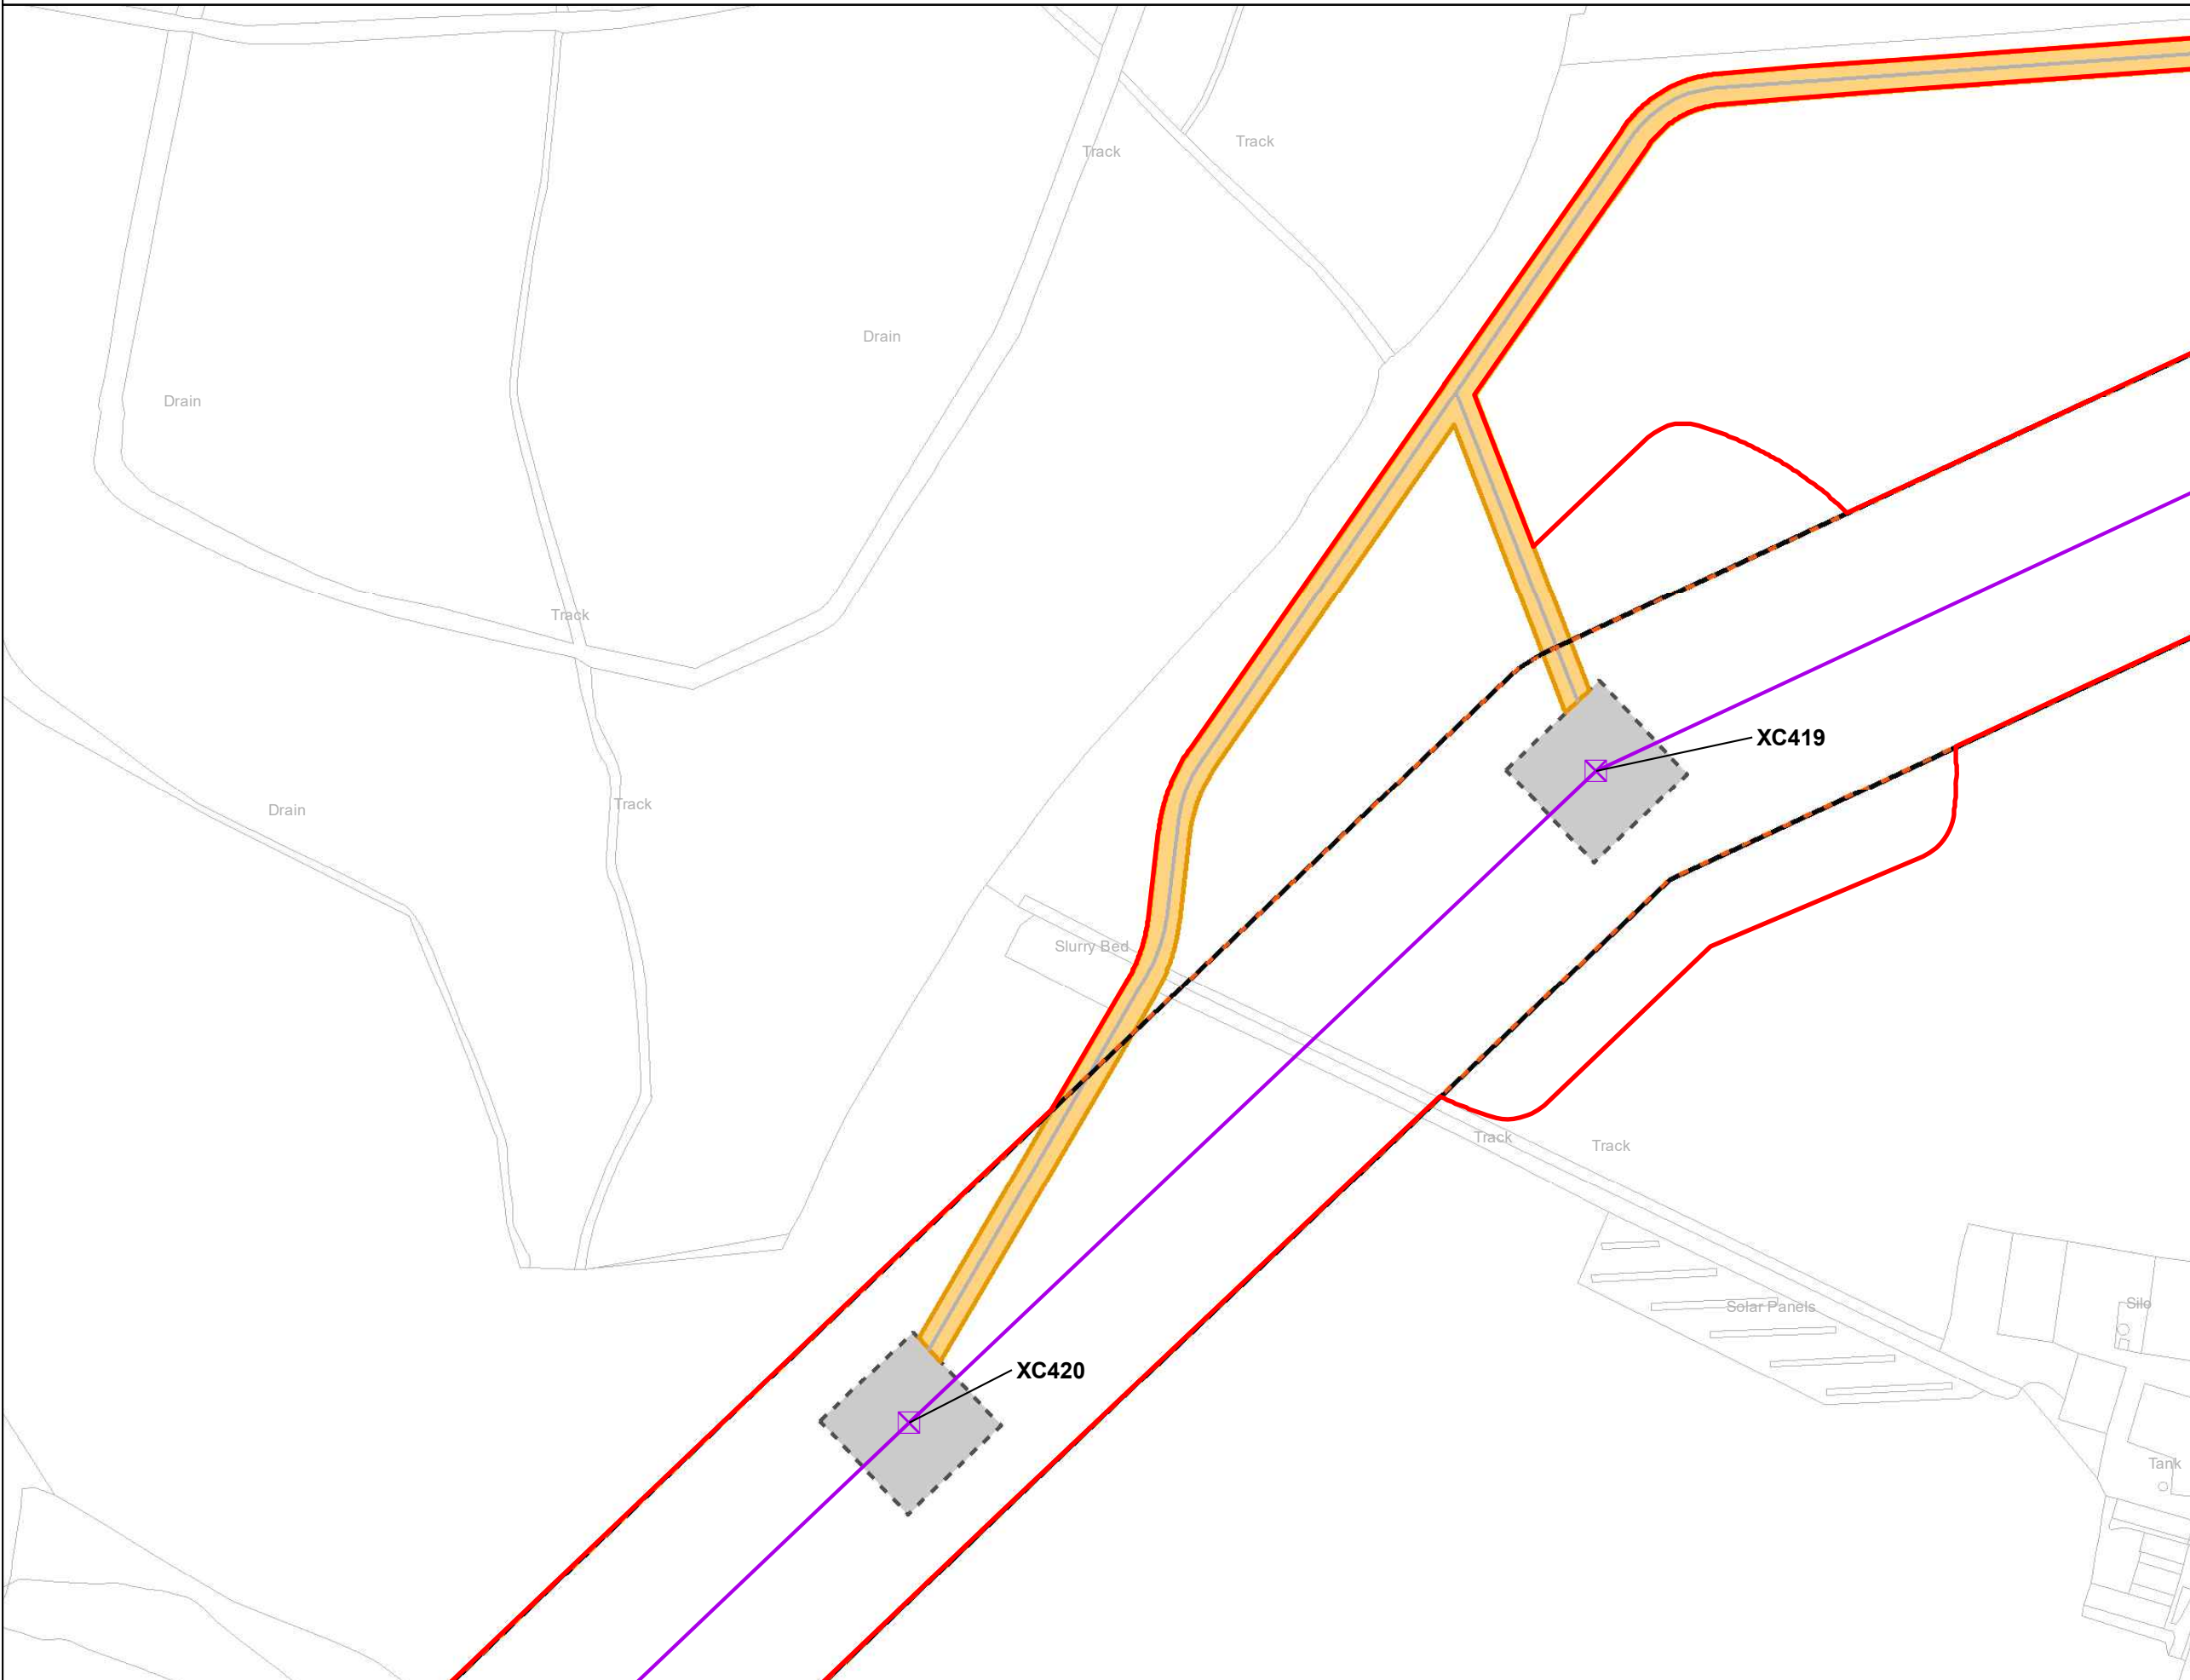 Track
Track
Drain
Drain
Track
XC419
Track
Drain
Slurry Bed
Track
Track
Silo
Solar Panels
XC420
Tank